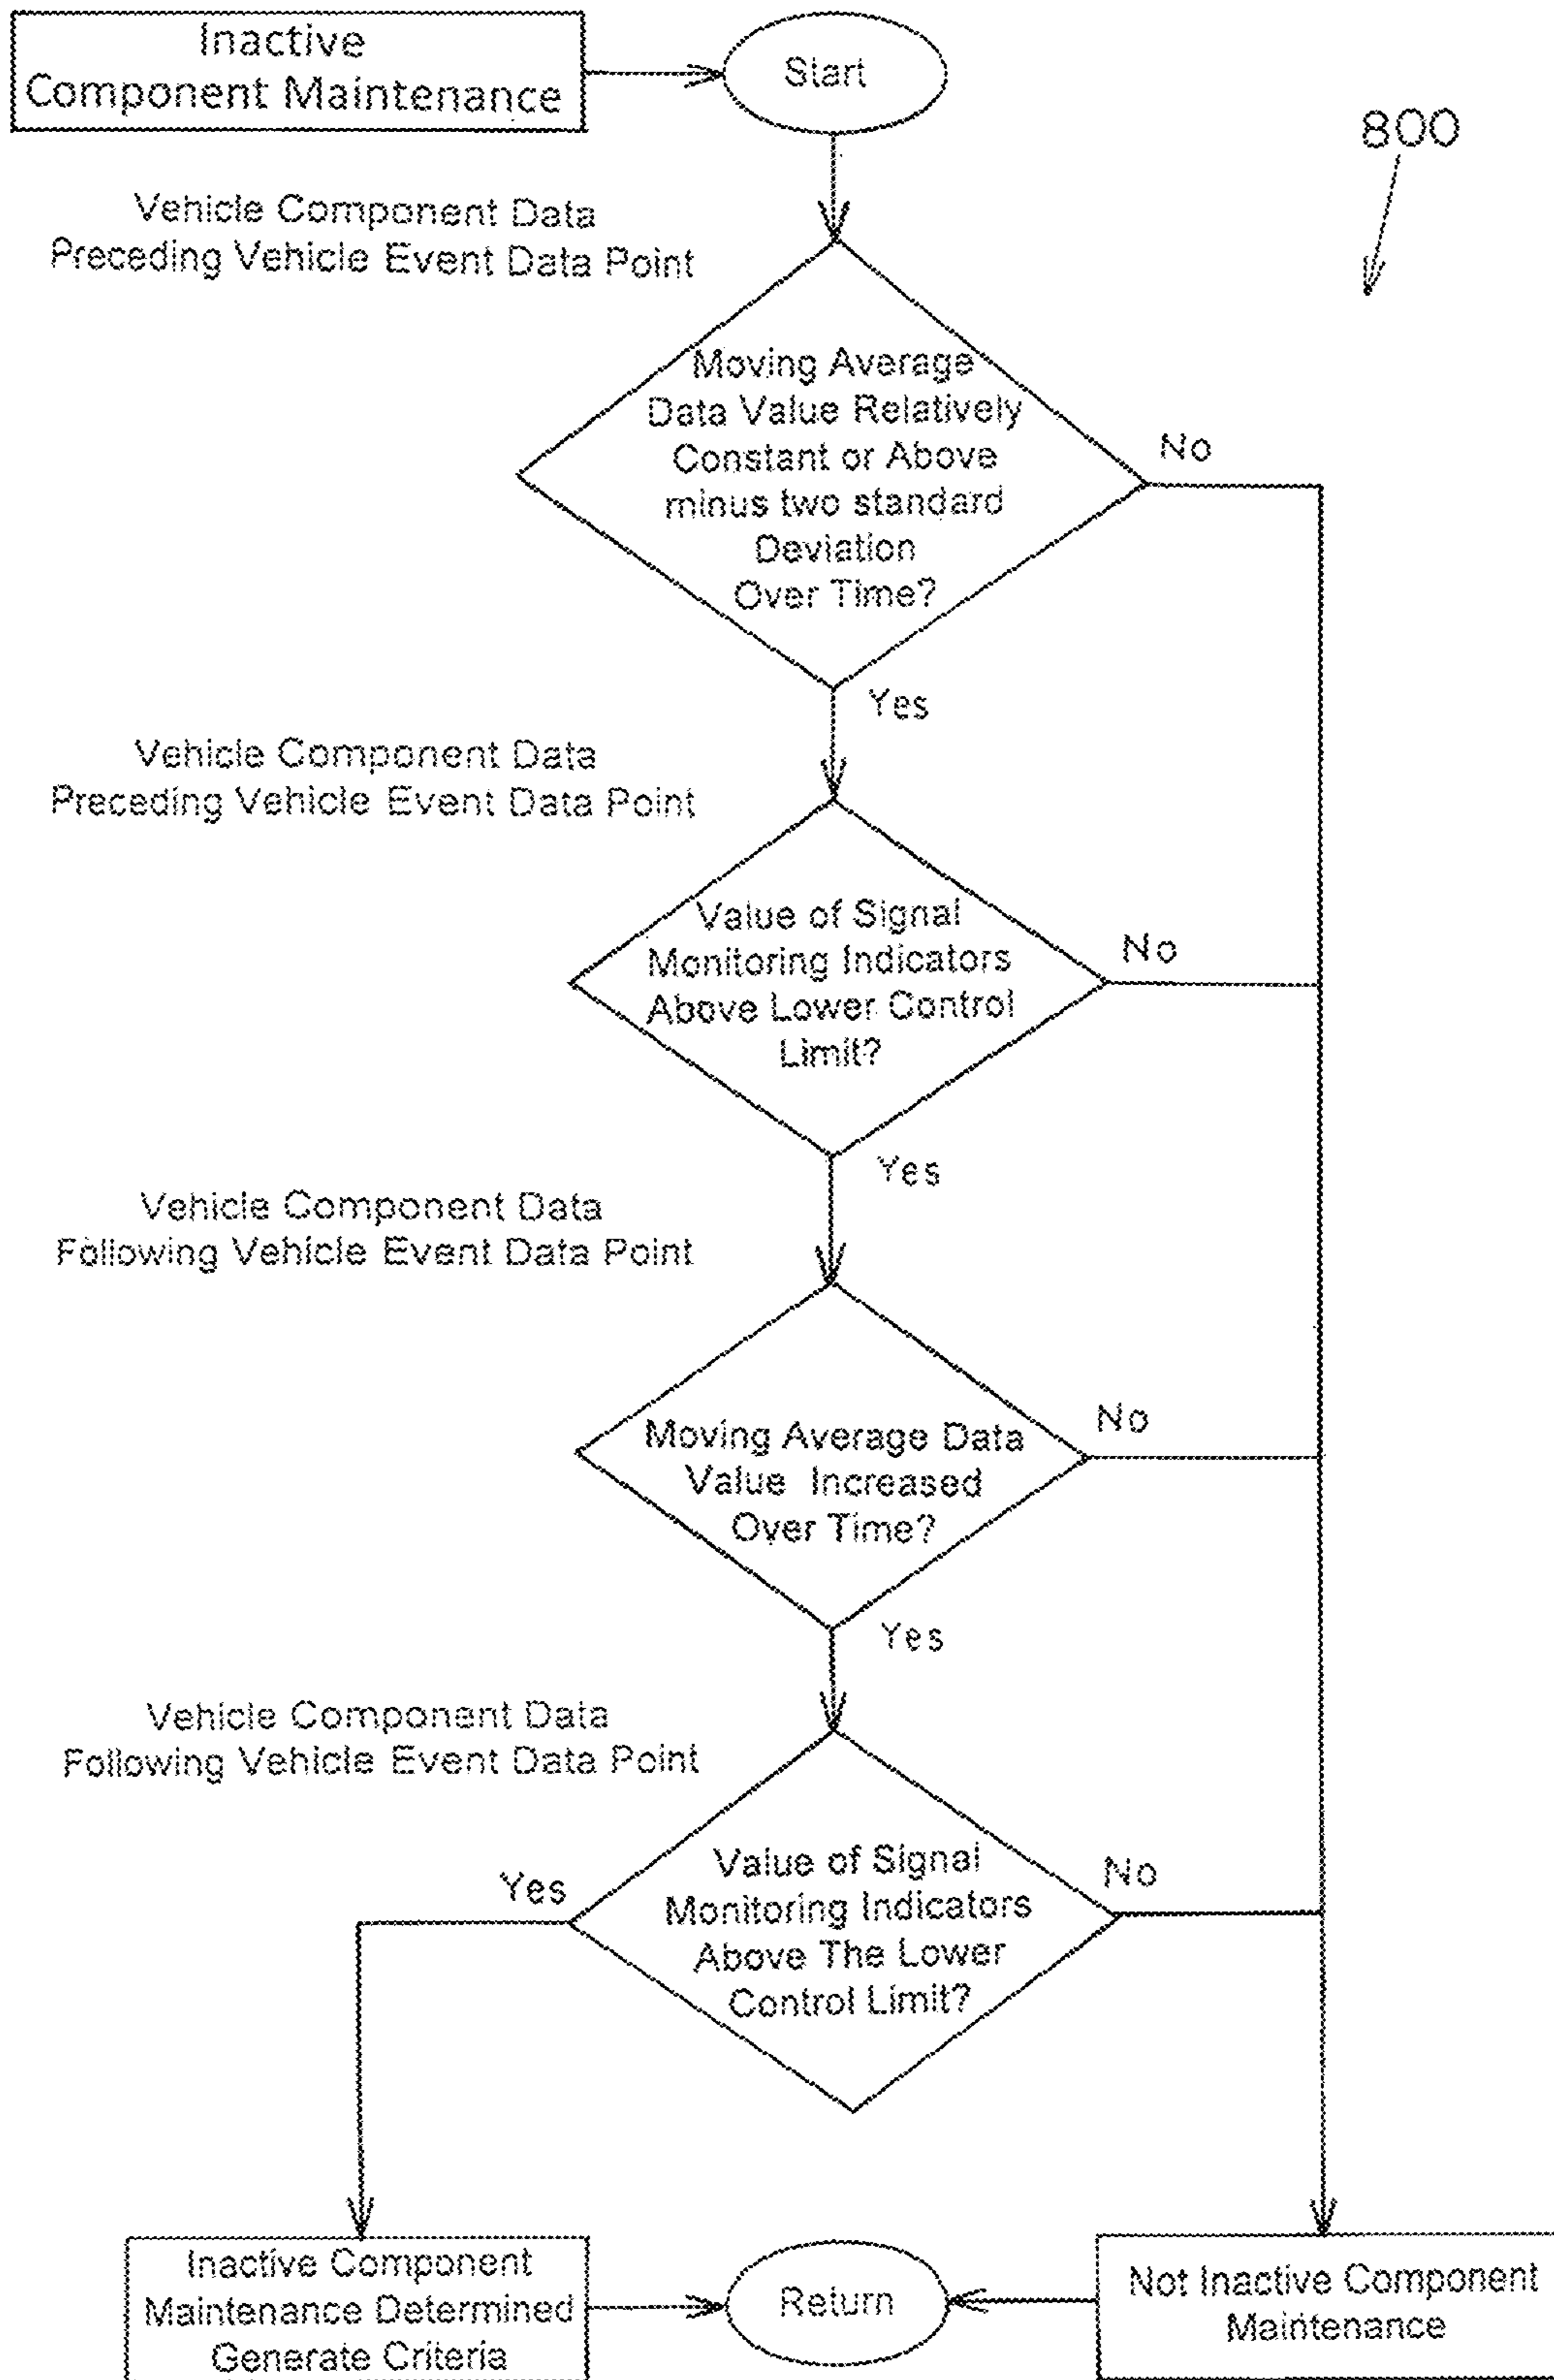 Inactive
Component Maintenance
Start
800
Vehicle Component Data
Preceding Vehicle Event Data Point
Moving Average
Data Value Relatively
Constant or Above
minus two standard
Deviation
Over Time?
No
Yes
Vehicle Component Data
Preceding Vehicle Event Data Point
Value of Signal
Monitoring Indicators
Above Lower Control
Limit?
No
Yes
Vehicle Component Data
Following Vehicle Event Data Point
Moving Average Data
Value Increased
Over Time?
No
Yes
Vehicle Component Data
Following Vehicle Event Data Point
Value of Signal
Monitoring Indicators
Above The Lower
Control Limit?
Yes
No
Inactive Component
Maintenance Determined
Generate Criteria
Return
Not Inactive Component
Maintenance